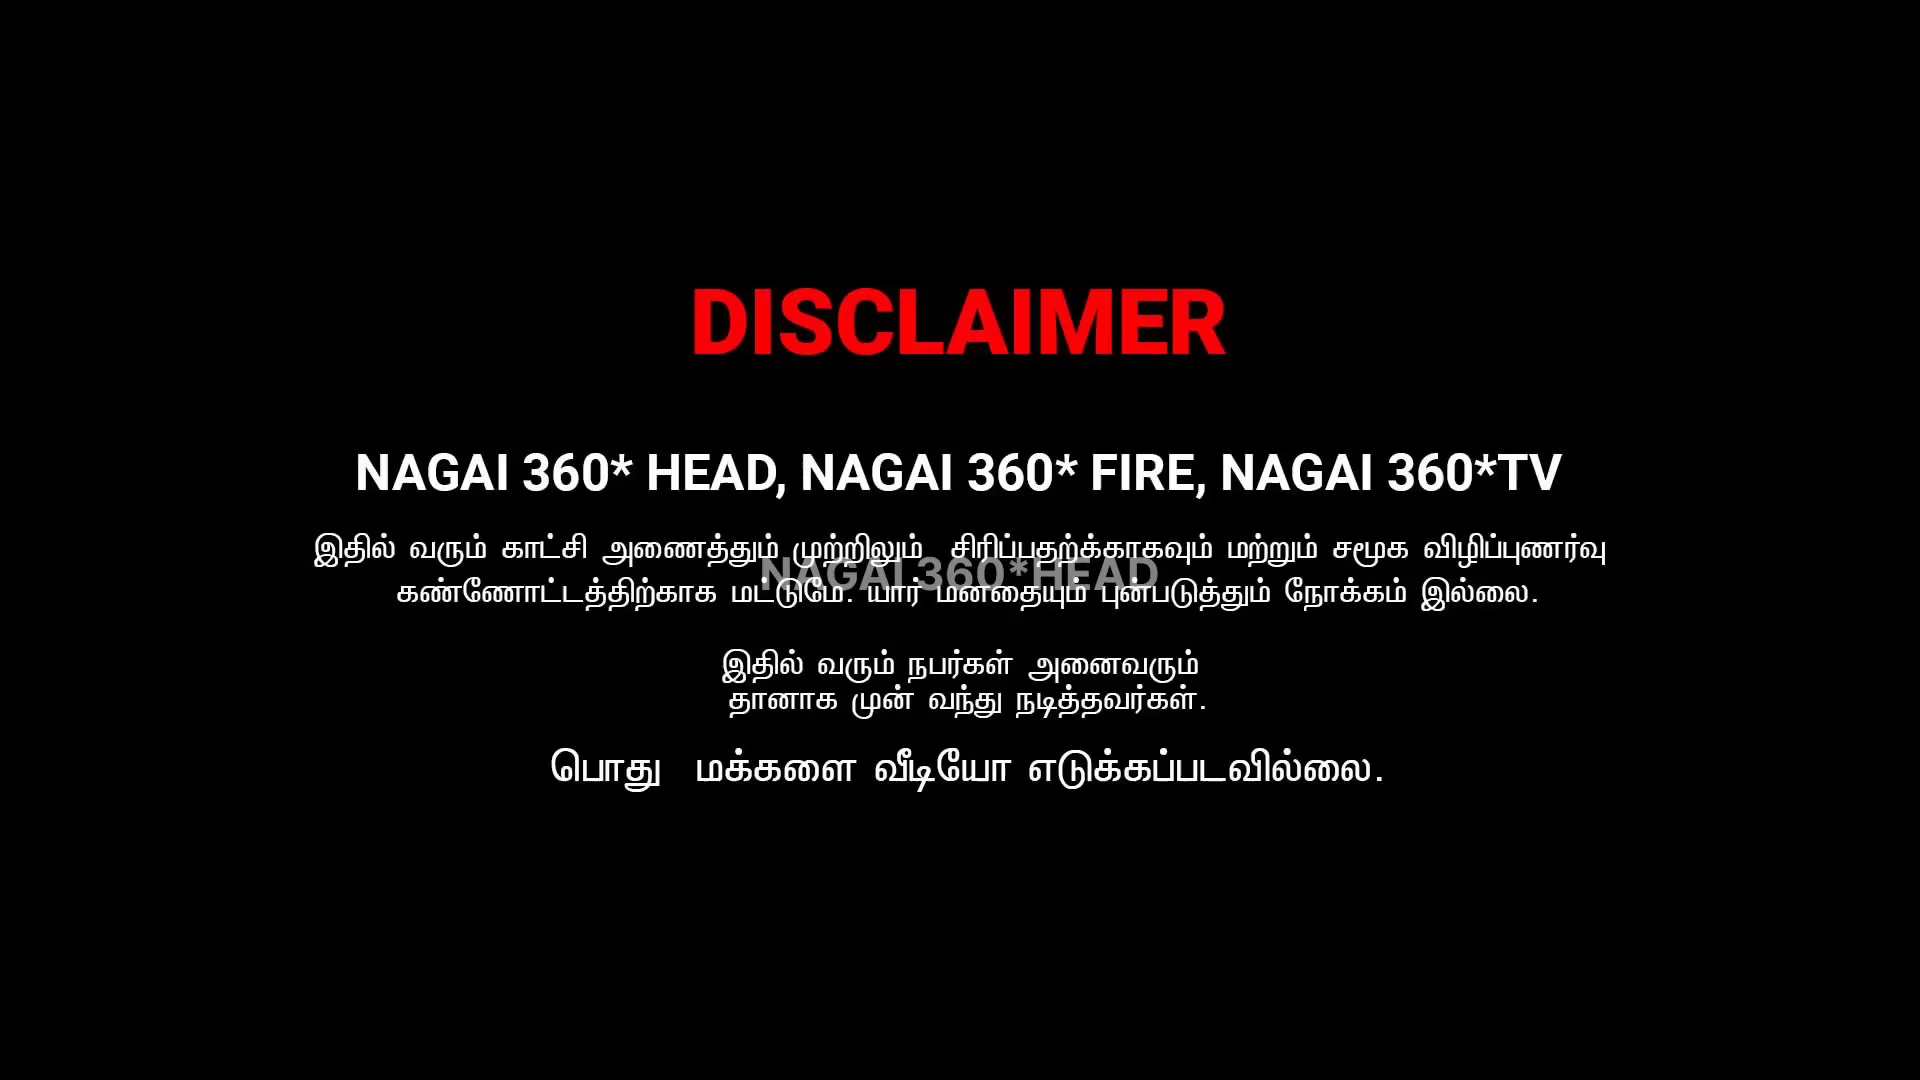 DISCLAIMER
NAGAI 360* HEAD, NAGAI 360* FIRE, NAGAI 360*TV
இதில் வரும் காட்சி அணைத்தும் முற்றிலும் சிரிப்பதற்க்காகவும் மற்றும் சமூக விழிப்புணர்வு
NAGAI 360*HEAD
கண்ணோட்டத்திற்காக மட்டுமே. யார் மனதையும் புன்படுத்தும் நோக்கம் இல்லை.
இதில் வரும் நபர்கள் அனைவரும்
தானாக முன் வந்து நடித்தவர்கள்.
பொது மக்களை வீடியோ எடுக்கப்படவில்லை.